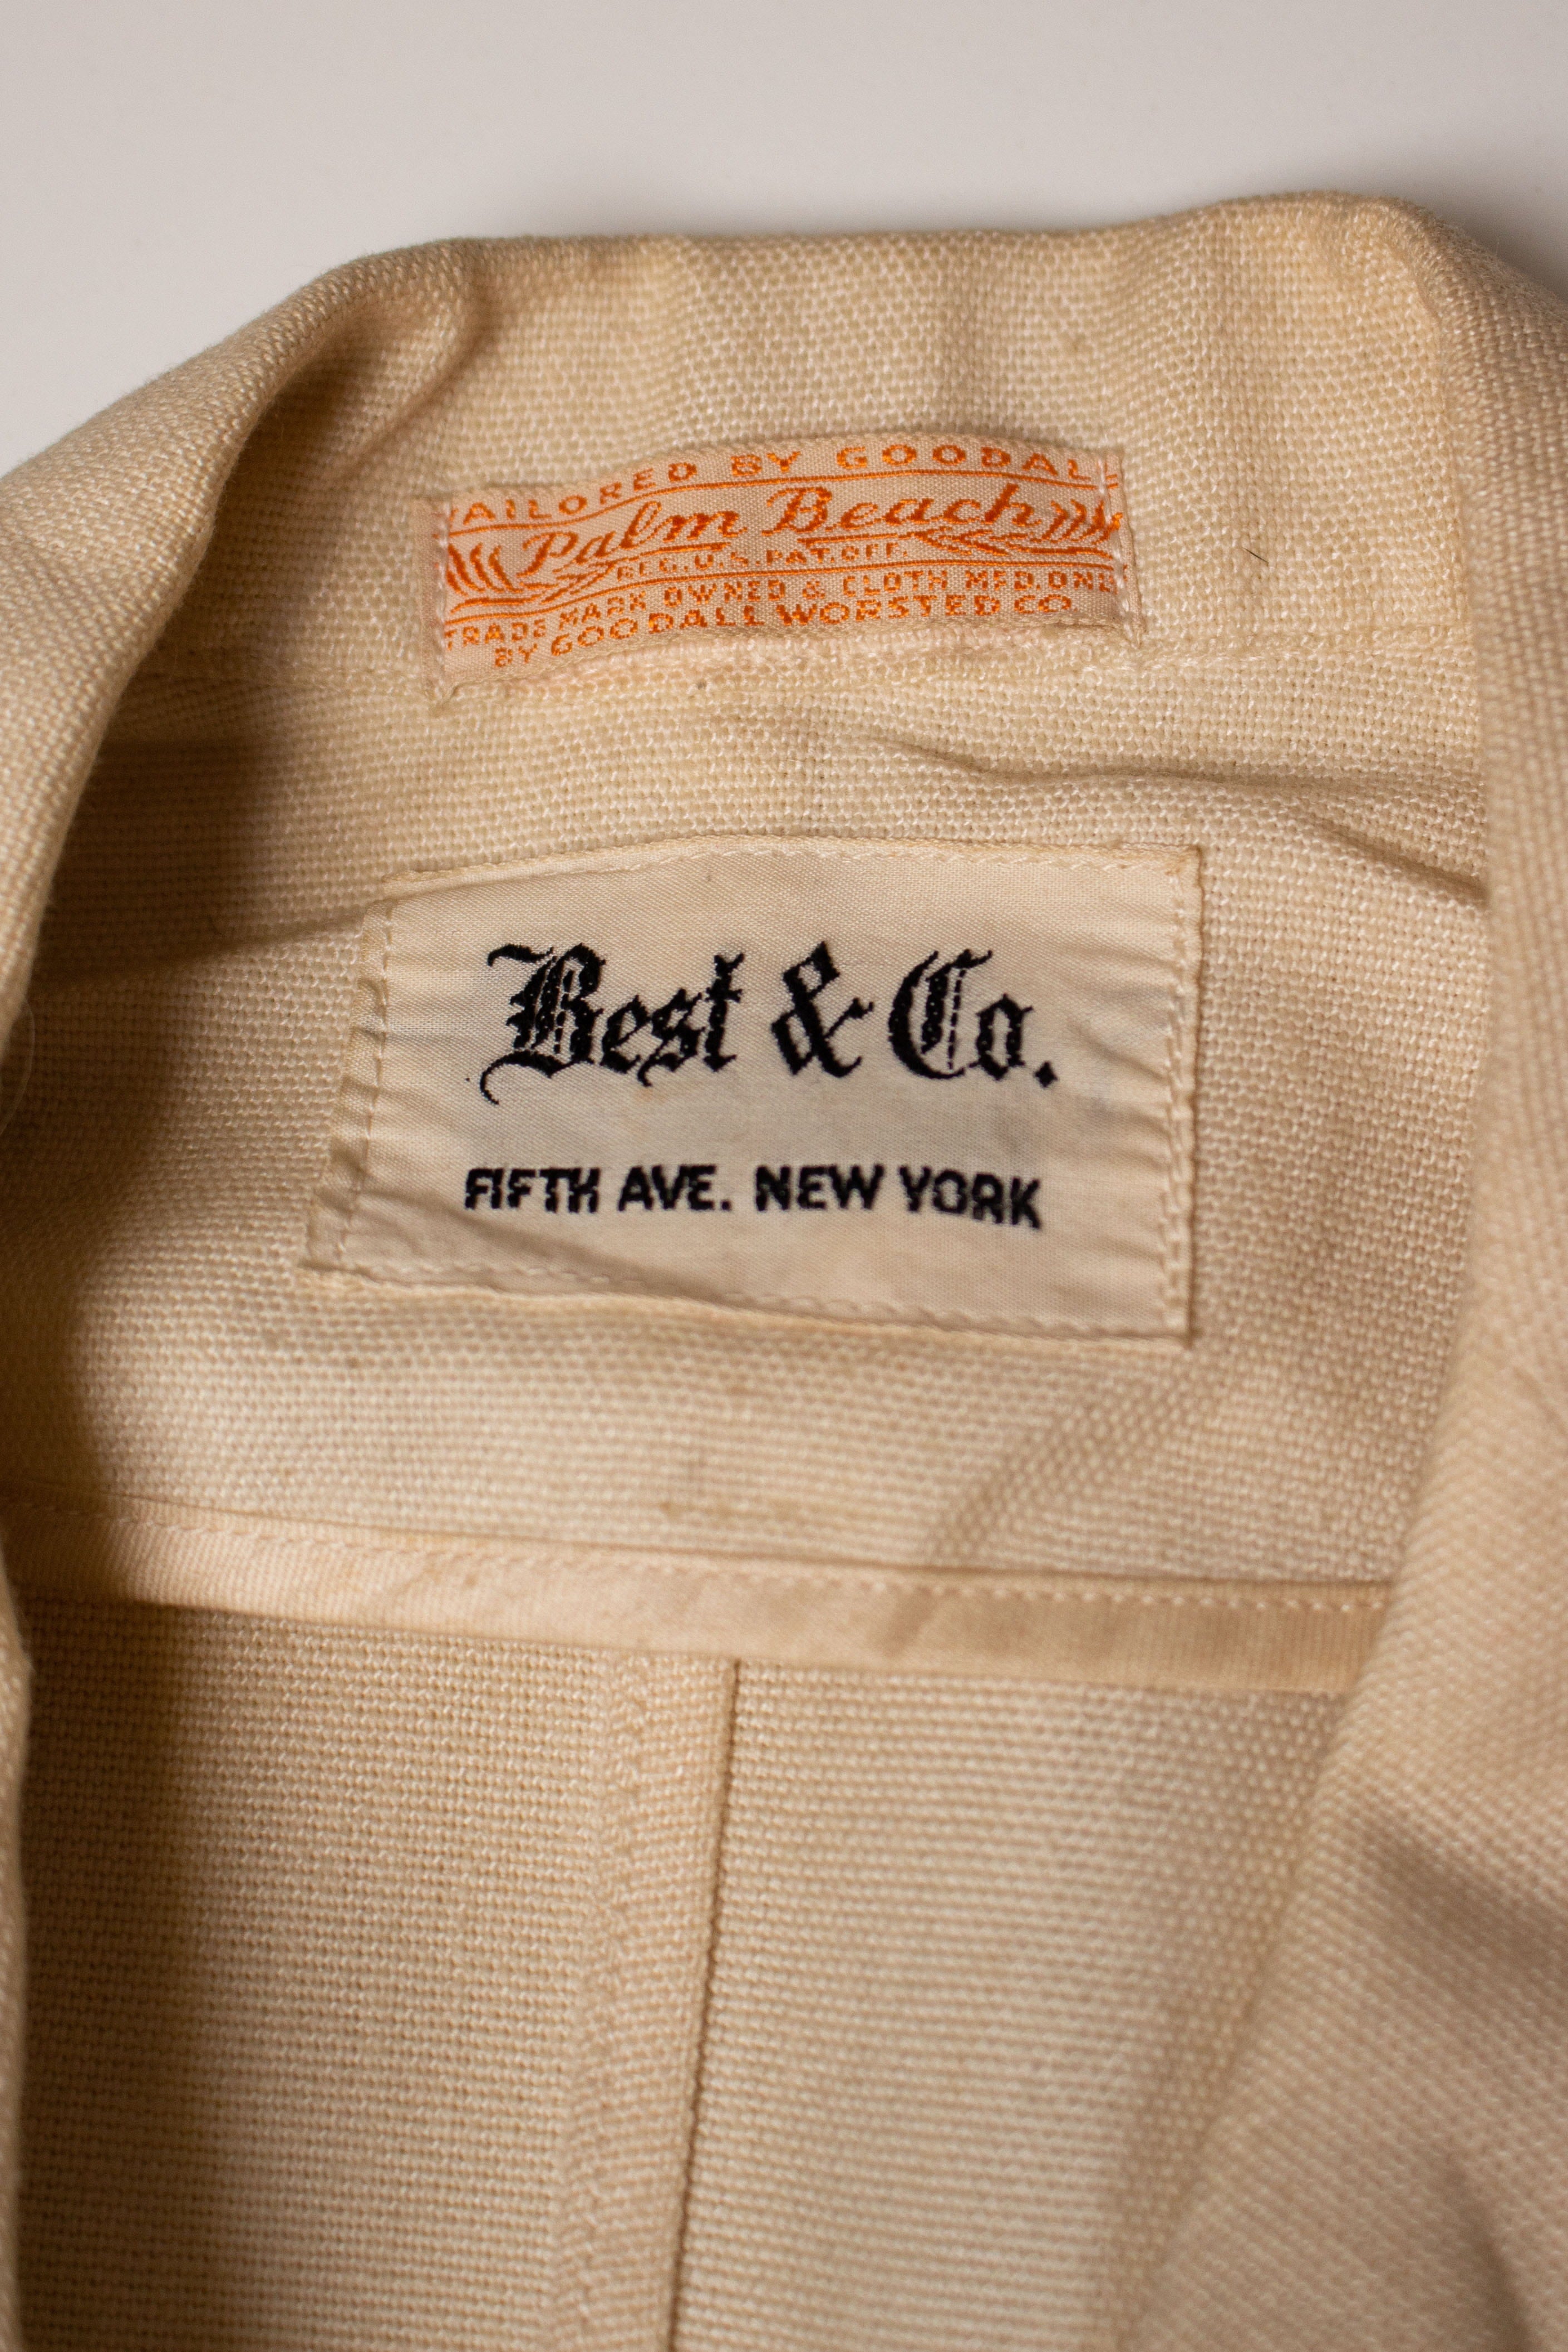 TAILORED BY GOODALL
Palm Beach
REG. U.S. PAT. OFF.
TRADE MARK OWNED & CLOTH MFD. ONLY
BY GOODALL WORSTED CO.
Best & Co.
FIFTH AVE. NEW YORK